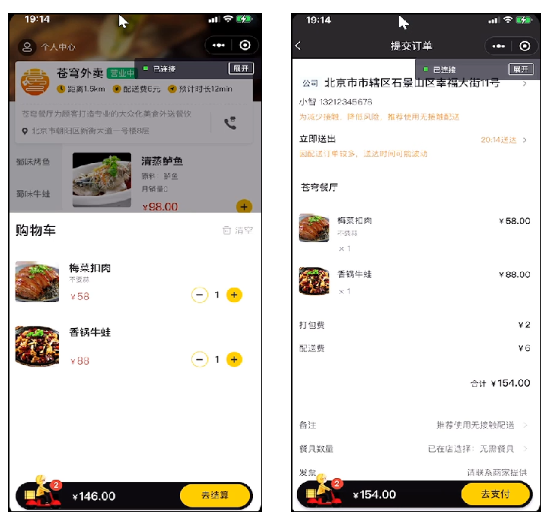 19:14
个人中心
苍穹外卖 营业中
已连接 展开
距离1.5km 配送费6元 预计时长12min
苍穹餐厅为顾客打造专业的大众化美食外送餐饮
北京市朝阳区新街大道一号楼8层
蜀味烤鱼
清蒸鲈鱼
原料：鲈鱼
月销量0
¥98.00
蜀味牛蛙
购物车
清空
梅菜扣肉
不要蒜
¥58
1
香锅牛蛙
¥88
1
2
¥146.00
去结算
19:14
提交订单
已连接 展开
公司 北京市市辖区石景山区幸福大街11号
小智 13212345678
为减少接触，降低风险，推荐使用无接触配送
立即送出
20:14送达
因配送订单较多，送达时间可能波动
苍穹餐厅
梅菜扣肉
¥58.00
不要蒜
× 1
香锅牛蛙
¥88.00
× 1
打包费
¥2
配送费
¥6
合计 ¥154.00
备注
推荐使用无接触配送
餐具数量
已在店选择：无需餐具
发票
请联系商家提供
2
¥154.00
去支付